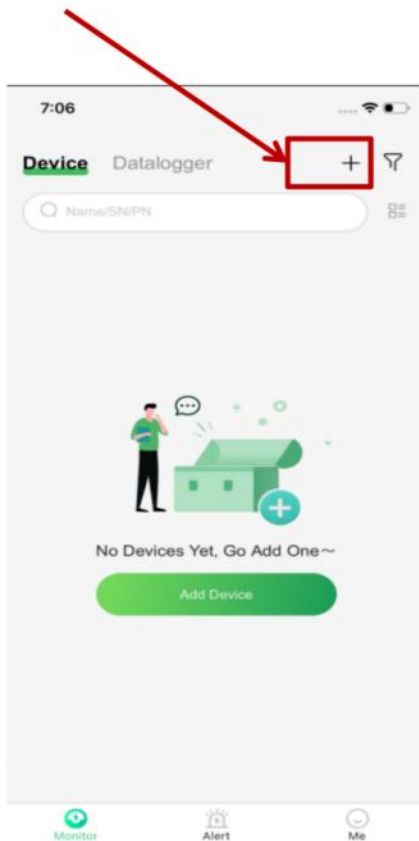 7:06
Device Datalogger
Name/SN/PN
No Devices Yet, Go Add One~
Add Device
Monitor Alert Me